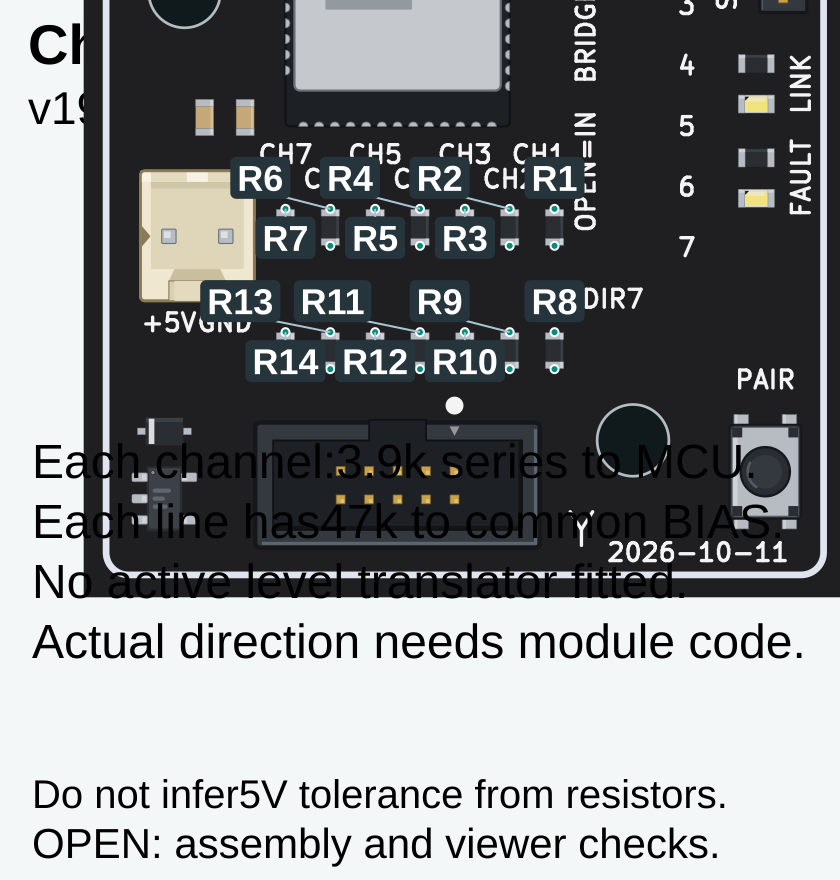 Ch
v19
BRIDGE
3
S
4
LINK
5
CH7 CH5 CH3 CH1
OPEN=IN
FAULT
R6 C R4 C R2 CH2 R1
6
R7 R5 R3
7
R13 R11 R9 R8 DIR7
+5V GND
R14 R12 R10
PAIR
Each channel:3.9k series to MCU.
Each line has47k to common BIAS.
Y
2026-10-11
No active level translator fitted.
Actual direction needs module code.
Do not infer5V tolerance from resistors.
OPEN: assembly and viewer checks.